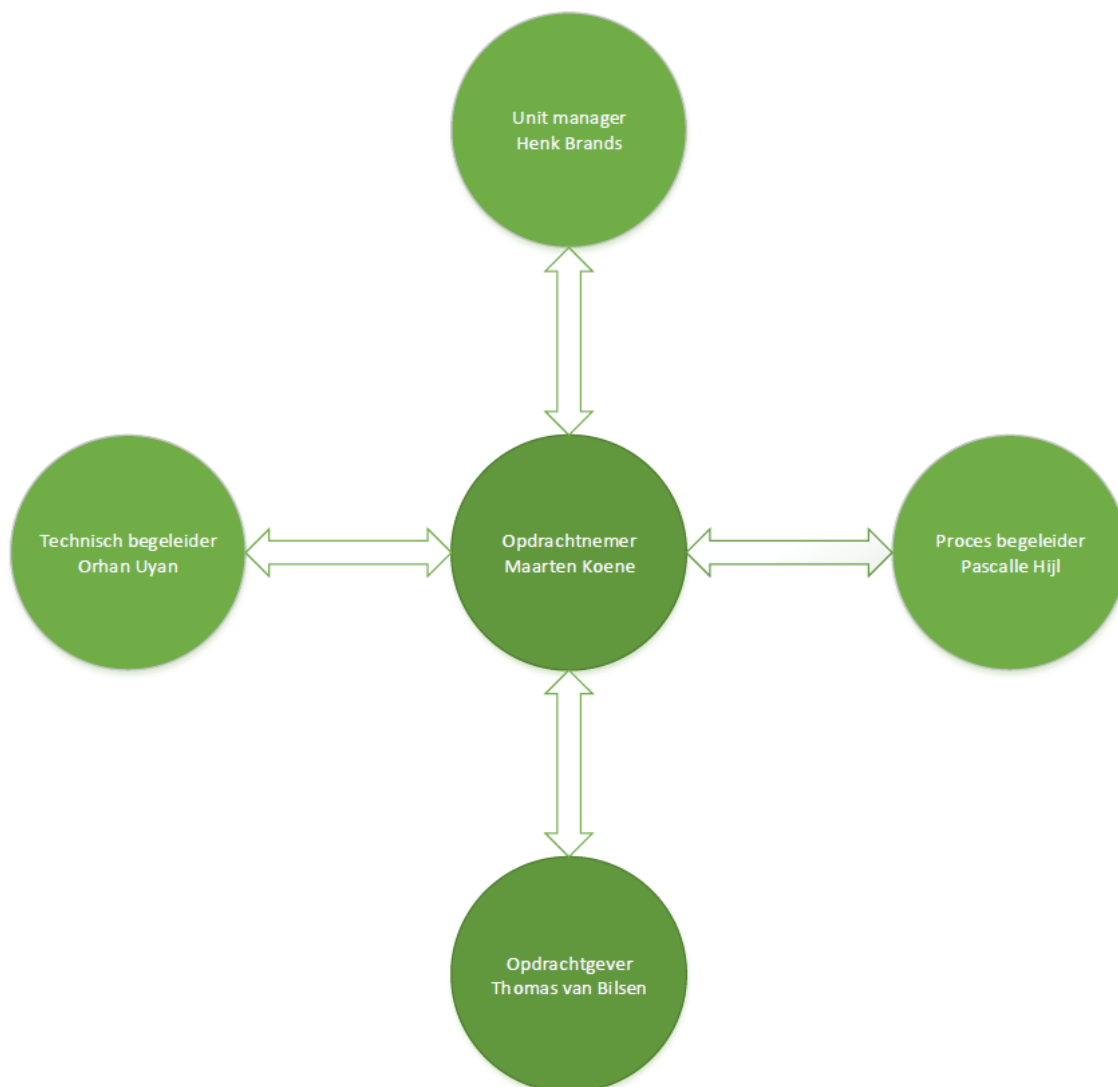 Unit manager
Henk Brands
Technisch begeleider
Orhan Uyan
Opdrachtnemer
Maarten Koene
Proces begeleider
Pascalle Hijl
Opdrachtgever
Thomas van Bilsen